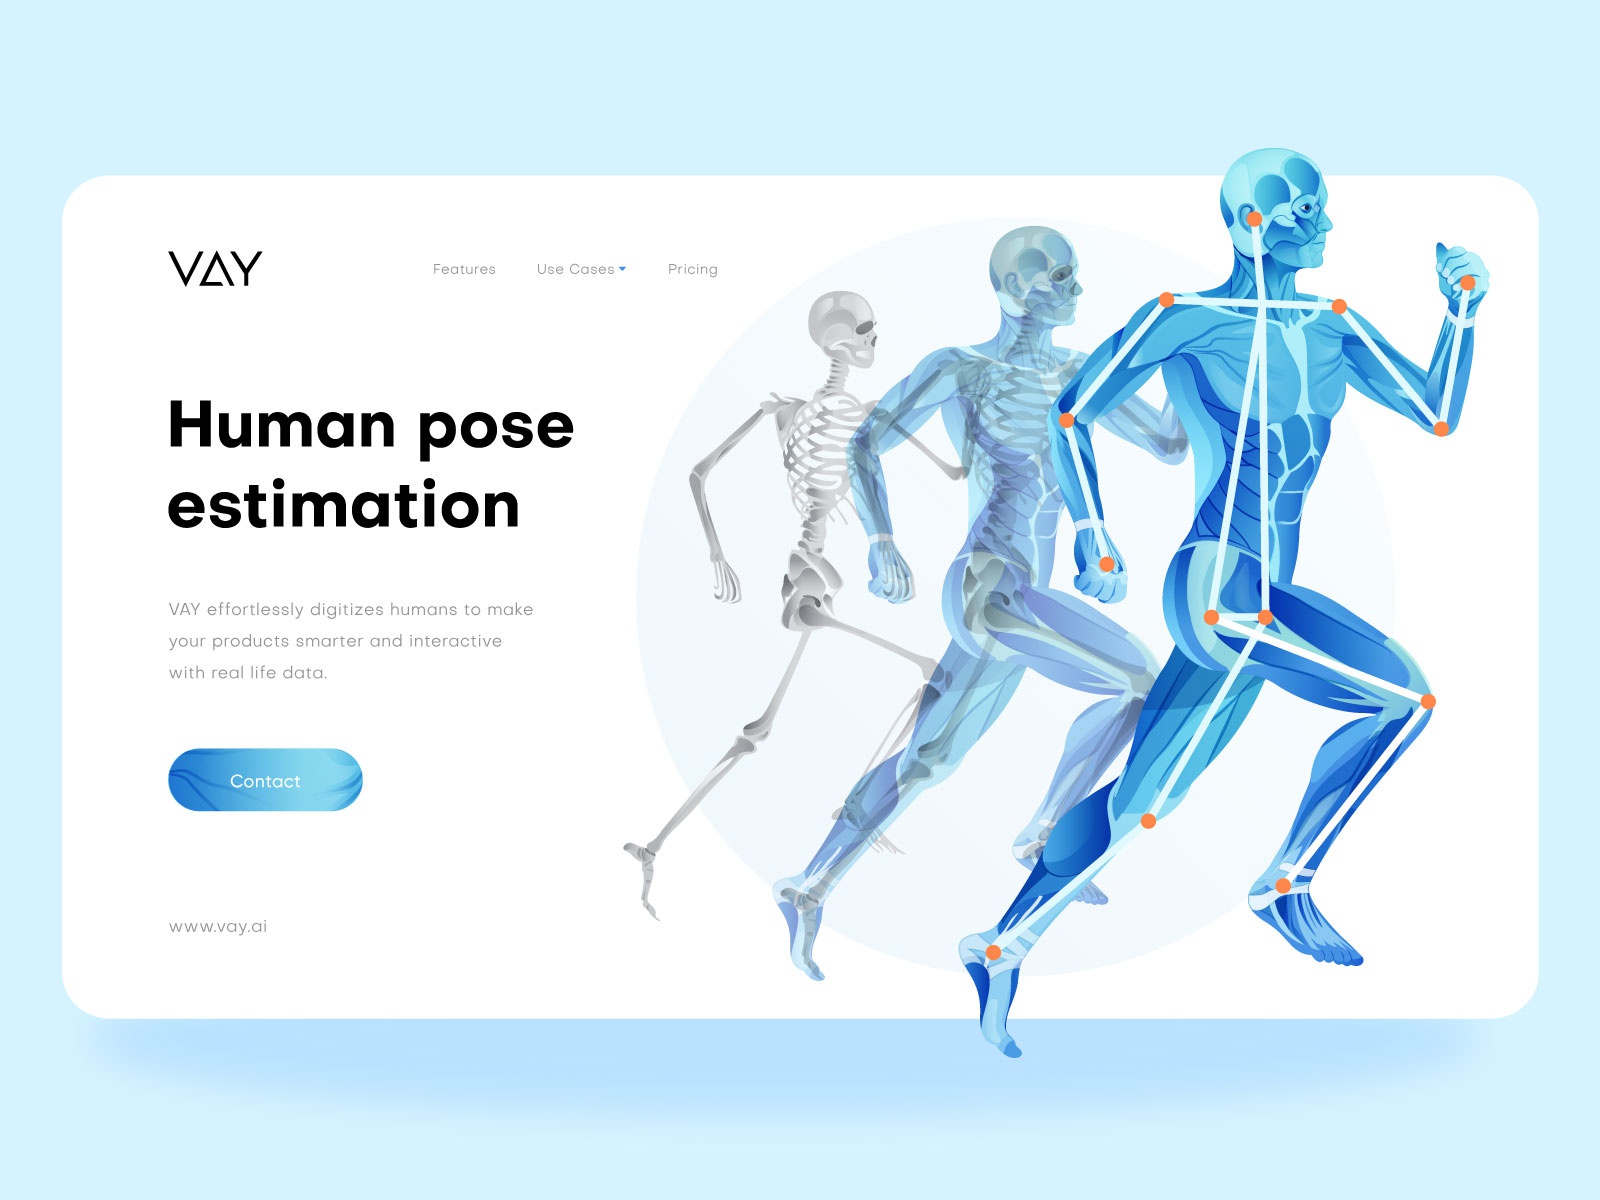 VAY
Features Use Cases Pricing
Human pose
estimation
VAY effortlessly digitizes humans to make
your products smarter and interactive
with real life data.
Contact
www.vay.ai